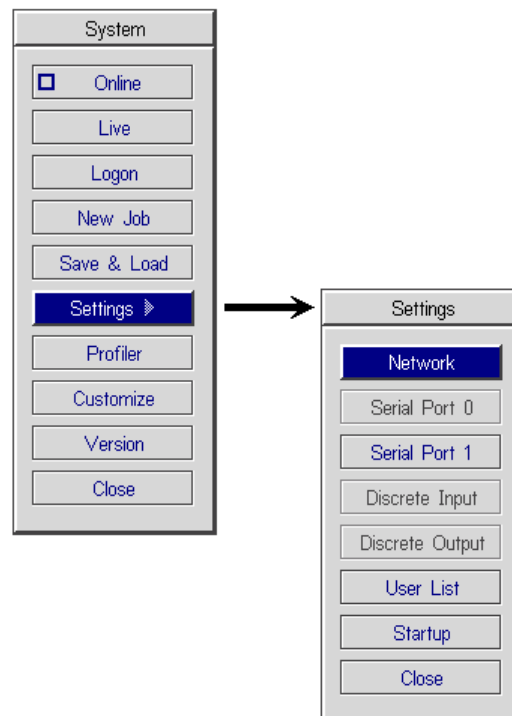 System
Online
Live
Logon
New Job
Save & Load
Settings
Profiler
Customize
Version
Close
Settings
Network
Serial Port 0
Serial Port 1
Discrete Input
Discrete Output
User List
Startup
Close